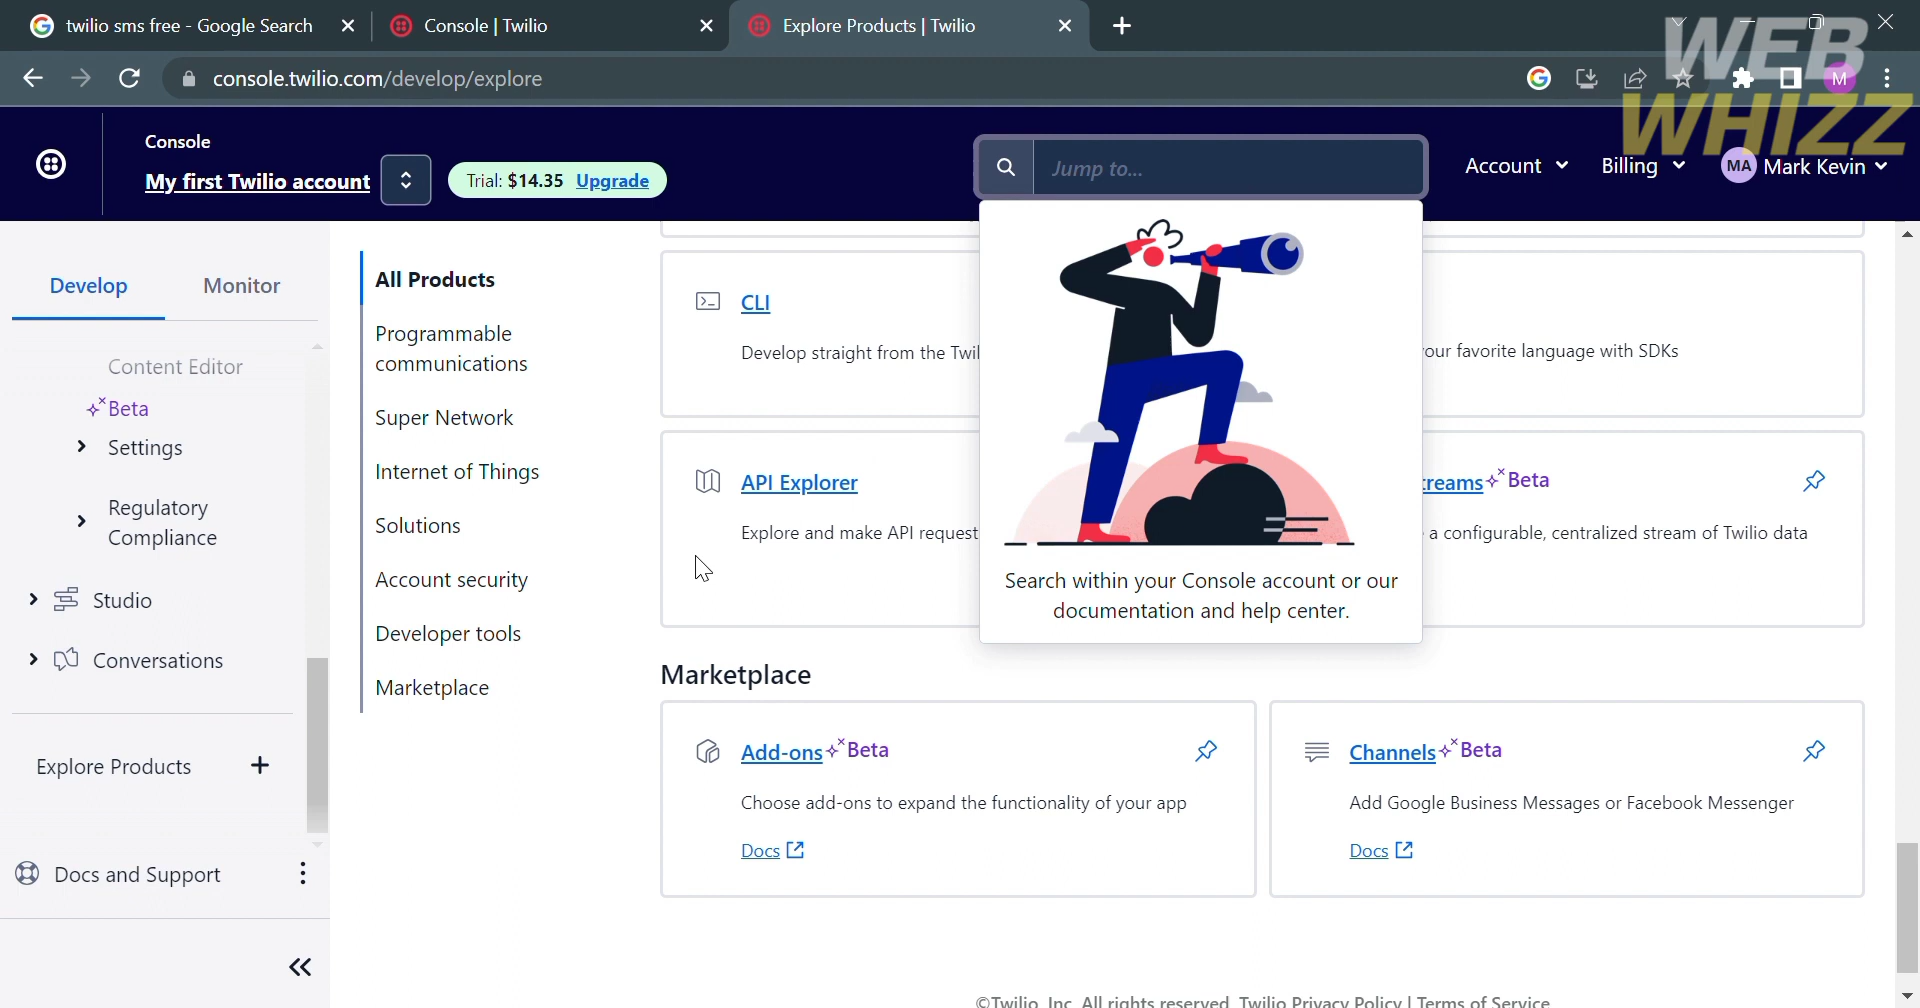 twilio sms free - Google Search
Console | Twilio
Explore Products | Twilio
console.twilio.com/develop/explore
M
WEB
WHIZZ
Console
My first Twilio account
Trial: $14.35 Upgrade
Jump to...
Account
Billing
MA Mark Kevin
Develop
Monitor
Content Editor
Beta
Settings
Regulatory
Compliance
Studio
Conversations
Explore Products
Docs and Support
All Products
Programmable
communications
Super Network
Internet of Things
Solutions
Account security
Developer tools
Marketplace
CLI
Develop straight from the Twil
our favorite language with SDKs
API Explorer
Explore and make API request
treams Beta
a configurable, centralized stream of Twilio data
Search within your Console account or our
documentation and help center.
Marketplace
Add-ons Beta
Choose add-ons to expand the functionality of your app
Docs
Channels Beta
Add Google Business Messages or Facebook Messenger
Docs
©Twilio, Inc. All rights reserved. Twilio Privacy Policy | Terms of Service